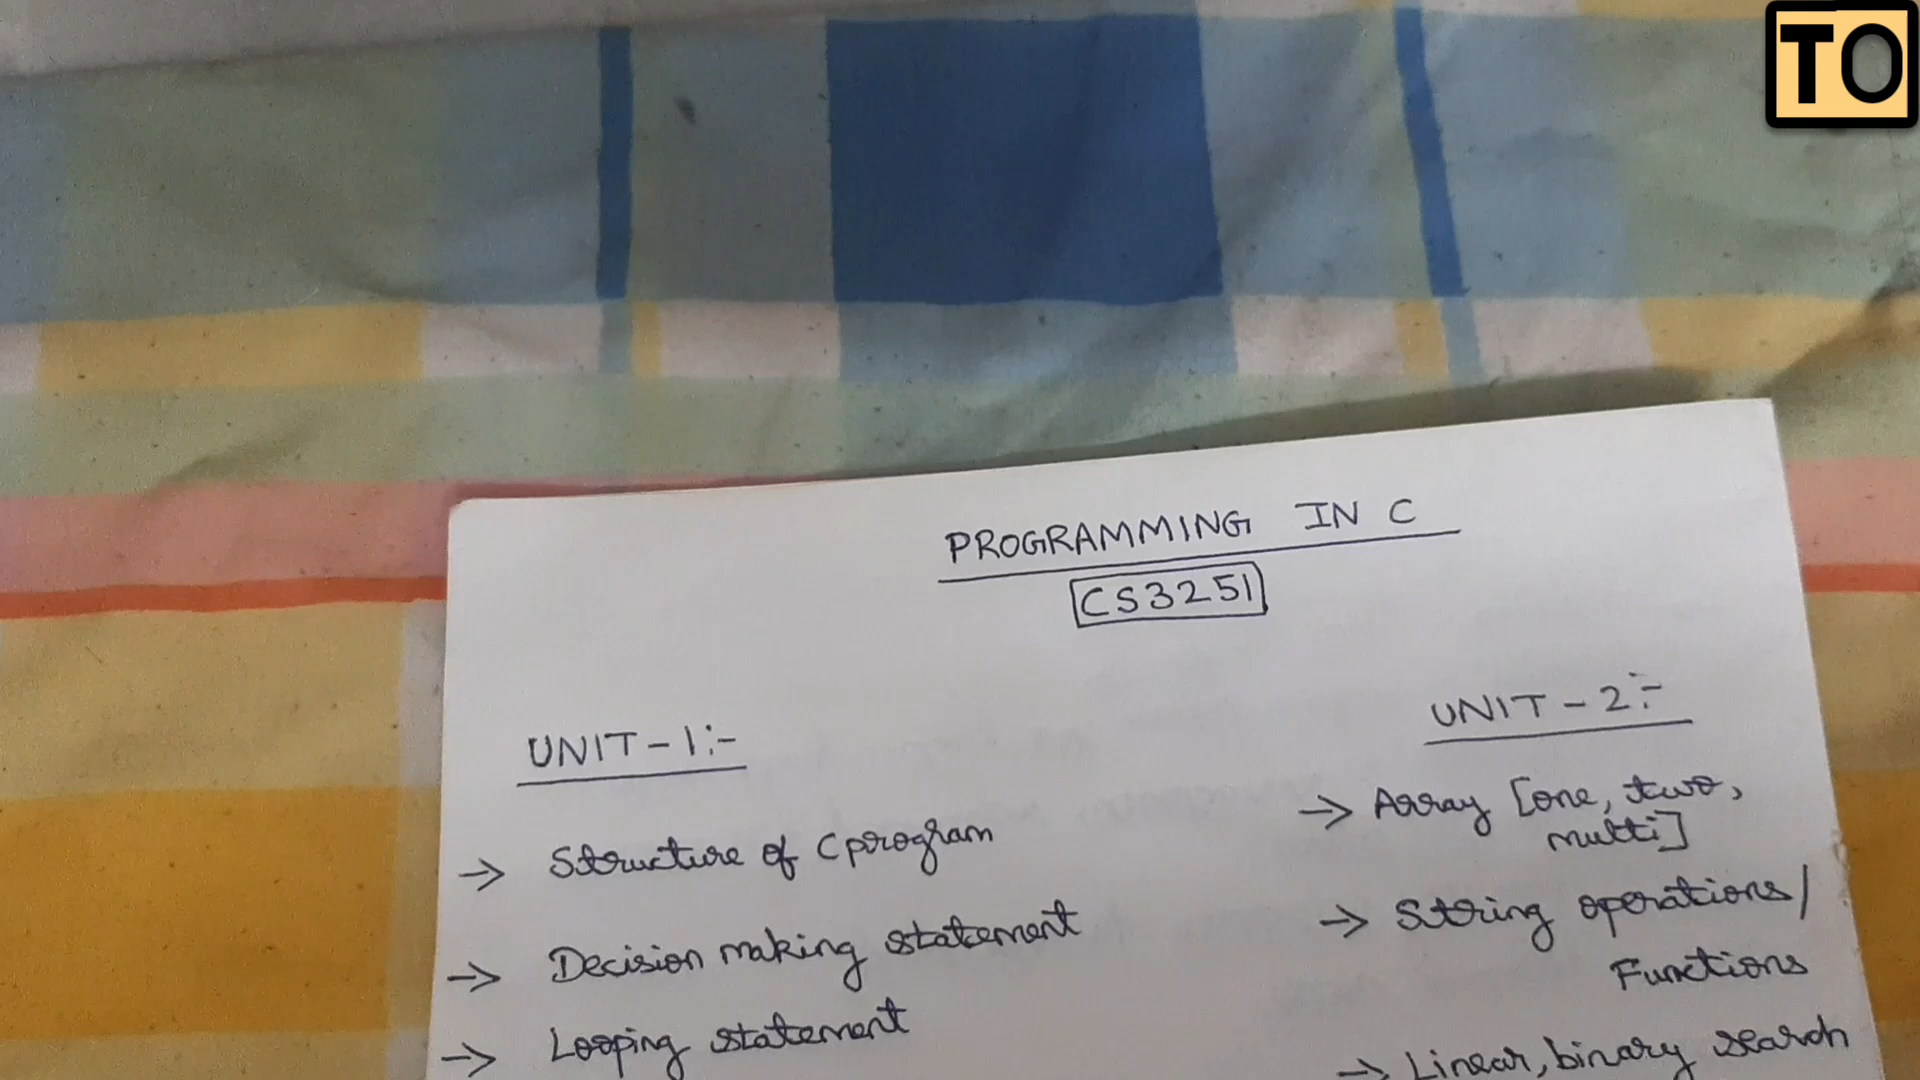 TO
PROGRAMMING IN C
CS3251
UNIT-1:-
→ Structure of C program
→ Decision making statement
→ Looping statement
UNIT-2:-
→ Array [one, two,
multi]
→ String operations/
Functions
→ Linear, binary search